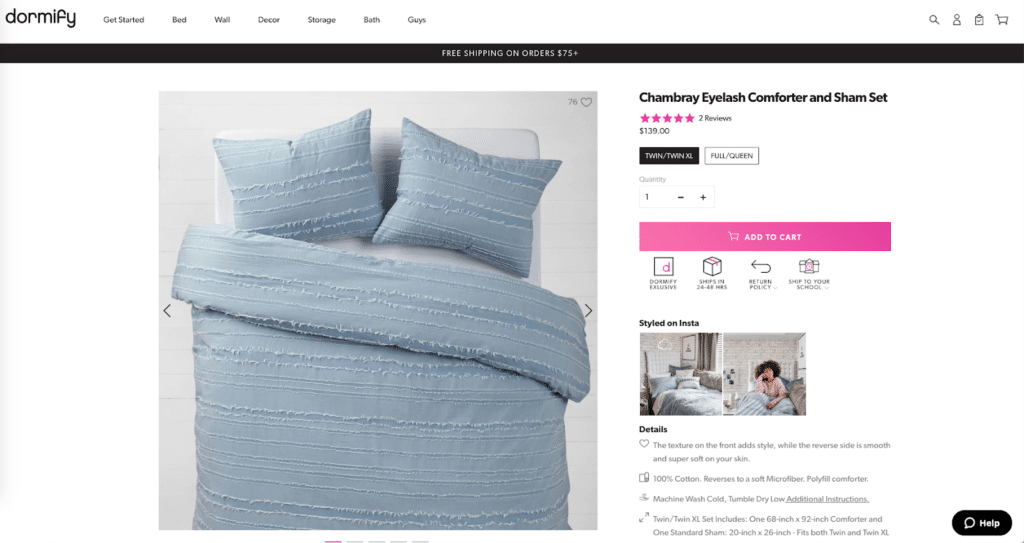 dormify
Get Started Bed Wall Decor Storage Bath Guys
FREE SHIPPING ON ORDERS $75+
76
Chambray Eyelash Comforter and Sham Set
2 Reviews
$139.00
TWIN/TWIN XL FULL/QUEEN
Quantity
1 - +
ADD TO CART
d
DORMIFY
EXLUSIVE
SHIPS IN
24-48 HRS
RETURN
POLICY
SHIP TO YOUR
SCHOOL
Styled on Insta
Details
The texture on the front adds style, while the reverse side is smooth
and super soft on your skin.
100% Cotton. Reverses to a soft Microfiber. Polyfill comforter.
Machine Wash Cold, Tumble Dry Low Additional Instructions.
Twin/Twin XL Set Includes: One 68-inch x 92-inch Comforter and
One Standard Sham: 20-inch x 26-inch - Fits both Twin and Twin XL
Help